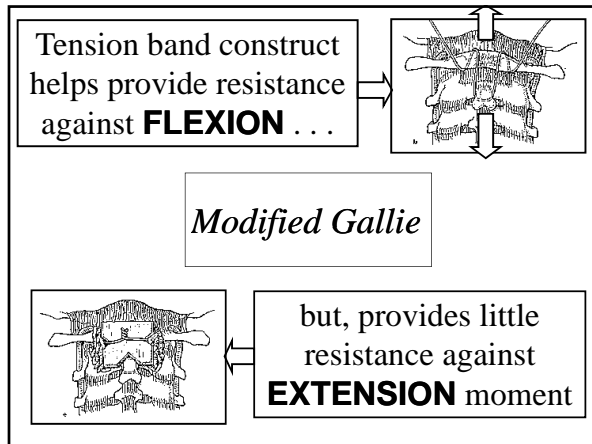 Tension band construct
helps provide resistance
against FLEXION . . .
Modified Gallie
but, provides little
resistance against
EXTENSION moment